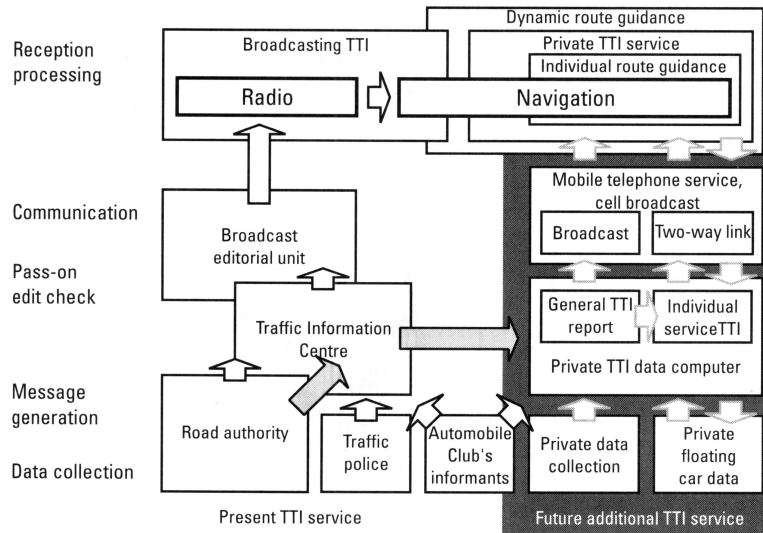 Dynamic route guidance
Reception
processing
Broadcasting TTI
Private TTI service
Individual route guidance
Radio
Navigation
Communication
Mobile telephone service,
cell broadcast
Broadcast
Two-way link
Broadcast
editorial unit
Pass-on
edit check
General TTI
report
Individual
serviceTTI
Traffic Information
Centre
Private TTI data computer
Message
generation
Road authority
Traffic
police
Automobile
Club's
informants
Private data
collection
Private
floating
car data
Data collection
Present TTI service
Future additional TTI service